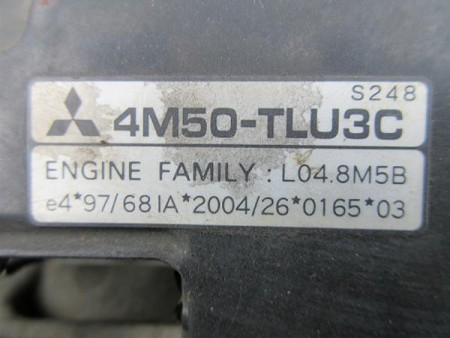 S248
4M50-TLU3C
ENGINE FAMILY : L04.8M5B
e4*97/68IA*2004/26*0165*03